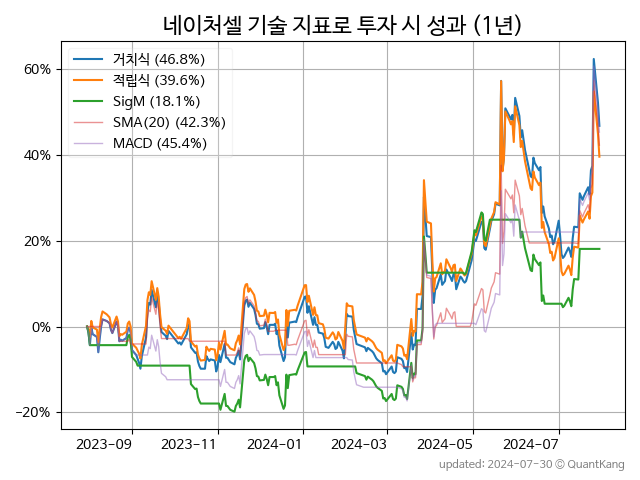 네이처셀 기술 지표로 투자 시 성과 (1년)
거치식 (46.8%)
적립식 (39.6%)
SigM (18.1%)
SMA(20) (42.3%)
MACD (45.4%)
60%
40%
20%
0%
−20%
2023-09 2023-11 2024-01 2024-03 2024-05 2024-07
updated: 2024-07-30 © QuantKang